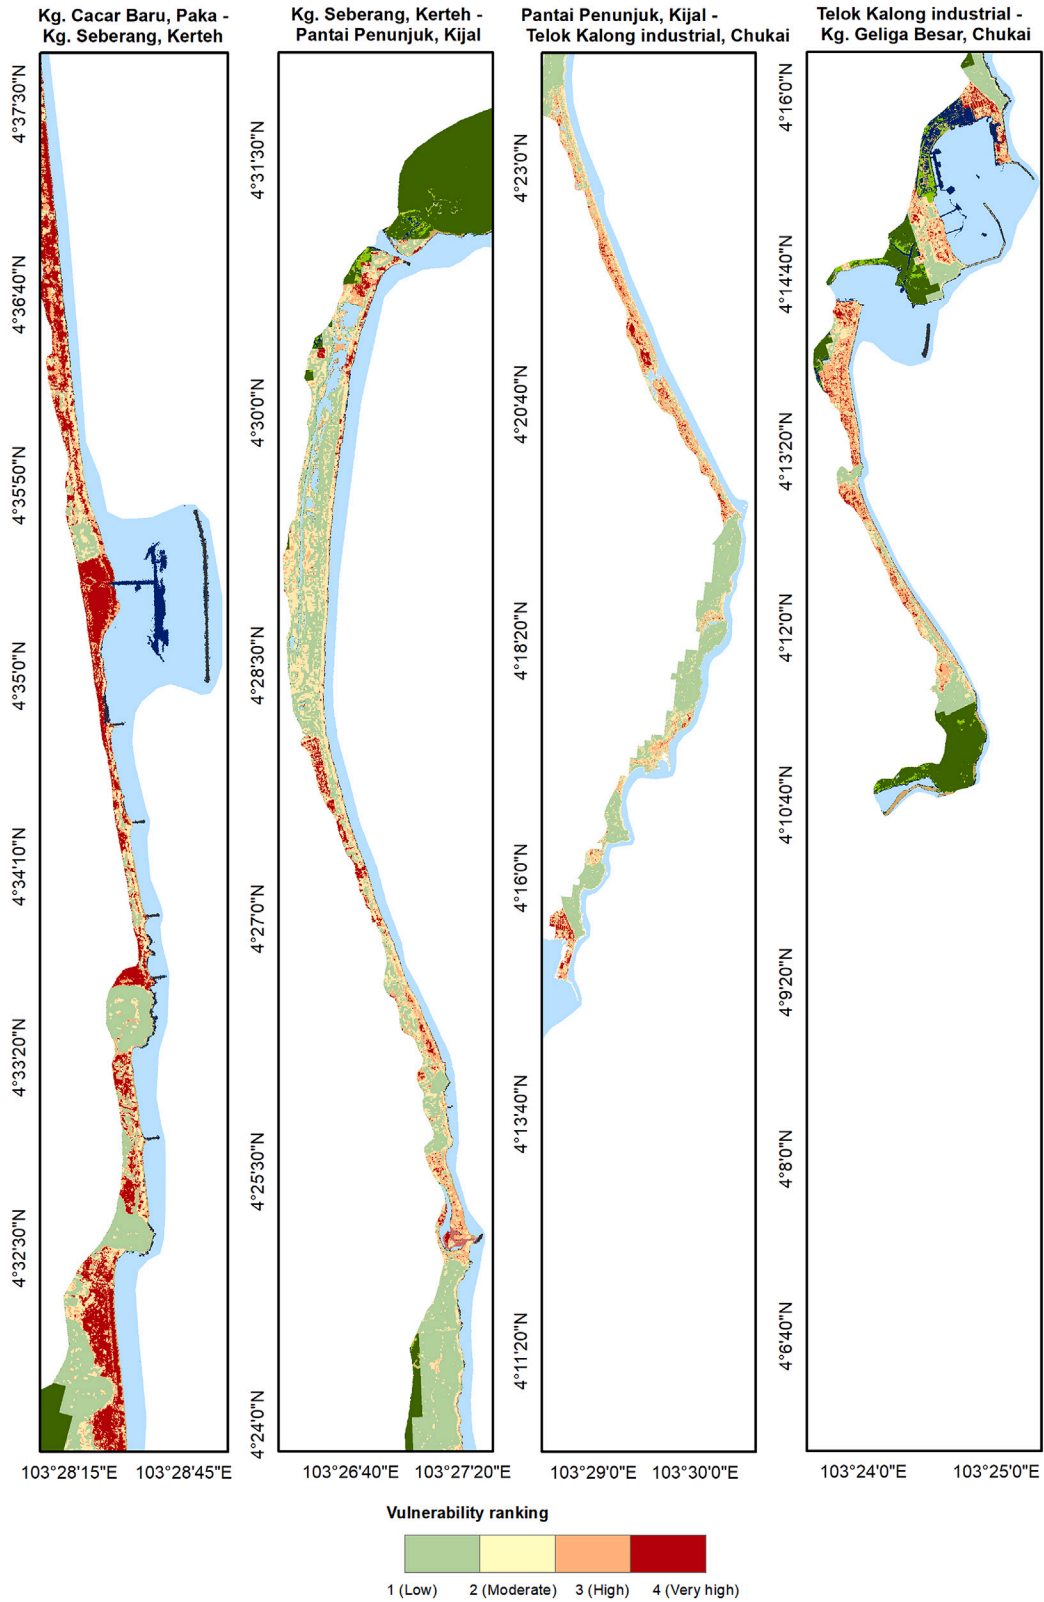 Kg. Cacar Baru, Paka -
Kg. Seberang, Kerteh
Kg. Seberang, Kerteh -
Pantai Penunjuk, Kijal
Pantai Penunjuk, Kijal -
Telok Kalong industrial, Chukai
Telok Kalong industrial -
Kg. Geliga Besar, Chukai
4°37'30"N
4°36'40"N
4°35'50"N
4°35'0"N
4°34'10"N
4°33'20"N
4°32'30"N
103°28'15"E 103°28'45"E
4°31'30"N
4°30'0"N
4°28'30"N
4°27'0"N
4°25'30"N
4°24'0"N
103°26'40"E 103°27'20"E
4°23'0"N
4°20'40"N
4°18'20"N
4°16'0"N
4°13'40"N
4°11'20"N
103°29'0"E 103°30'0"E
4°16'0"N
4°14'40"N
4°13'20"N
4°12'0"N
4°10'40"N
4°9'20"N
4°8'0"N
4°6'40"N
103°24'0"E 103°25'0"E
Vulnerability ranking
1 (Low) 2 (Moderate) 3 (High) 4 (Very high)